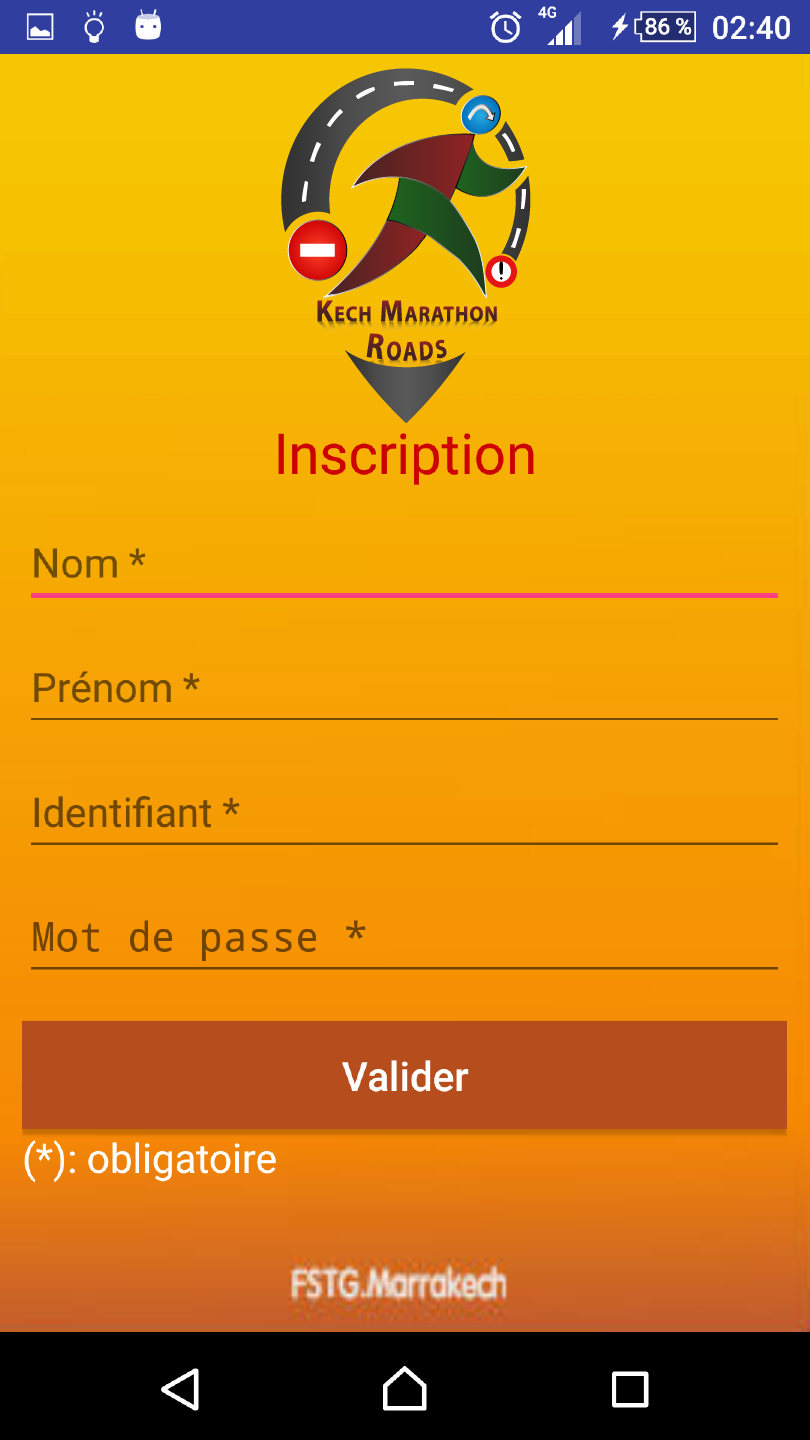 4G
86 %
02:40
Kech Marathon
Roads
Inscription
Nom *
Prénom *
Identifiant *
Mot de passe *
Valider
(*): obligatoire
FSTG.Marrakech